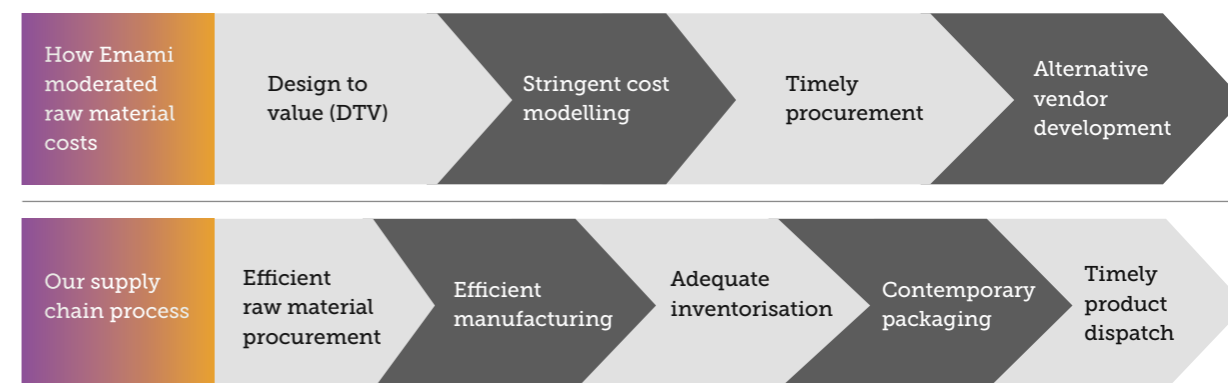 How Emami
moderated
raw material
costs
Design to
value (DTV)
Stringent cost
modelling
Timely
procurement
Alternative
vendor
development
Our supply
chain process
Efficient
raw material
procurement
Efficient
manufacturing
Adequate
inventorisation
Contemporary
packaging
Timely
product
dispatch